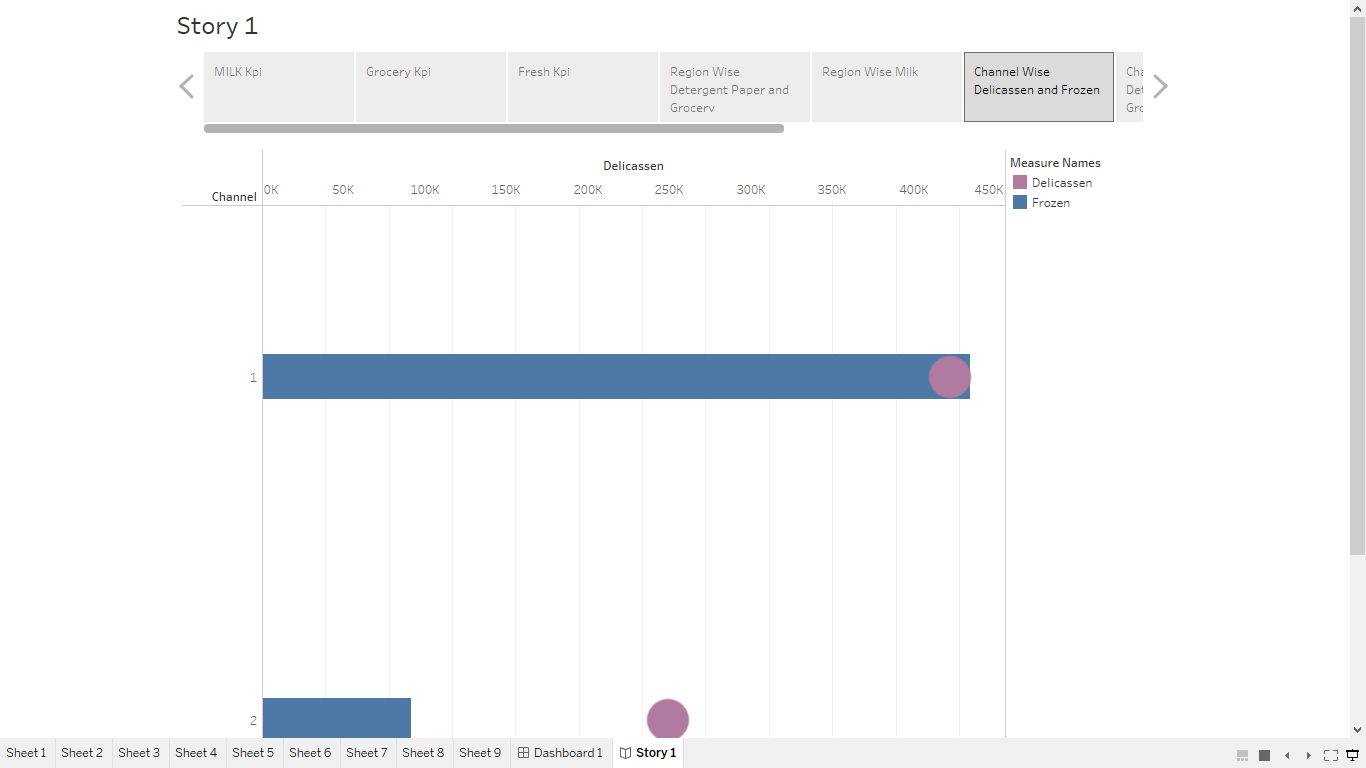 Story 1
MILK Kpi
Grocery Kpi
Fresh Kpi
Region Wise
Detergent Paper and
Grocery
Region Wise Milk
Channel Wise
Delicassen and Frozen
Cha
Det
Gro
Delicassen
Channel
0K 50K 100K 150K 200K 250K 300K 350K 400K 450K
1
2
Measure Names
Delicassen
Frozen
Sheet 1 Sheet 2 Sheet 3 Sheet 4 Sheet 5 Sheet 6 Sheet 7 Sheet 8 Sheet 9 Dashboard 1 Story 1